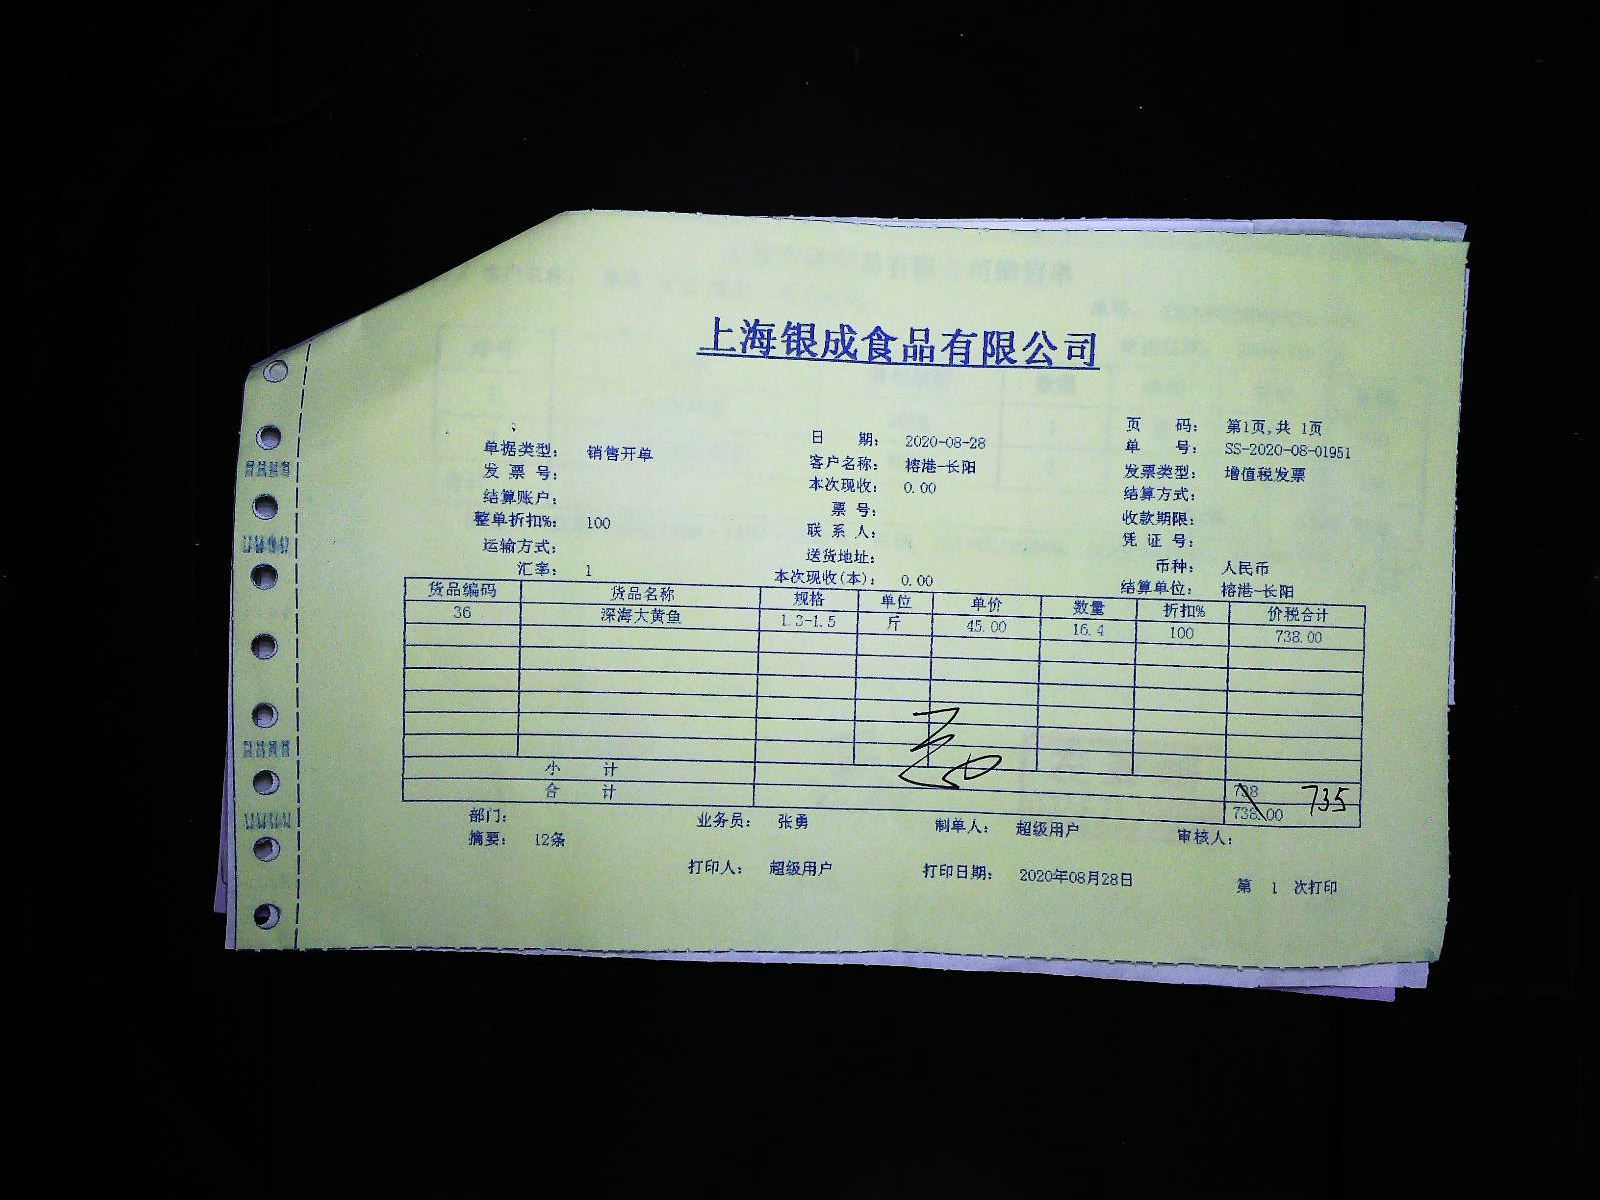 上海银成食品有限公司
页 码: 第1页,共 1页
单据类型: 销售开单 日 期: 2020-08-28 单 号: SS-2020-08-01951
发 票 号: 客户名称: 榕港-长阳 发票类型: 增值税发票
结算账户: 本次现收: 0.00 结算方式:
整单折扣%: 100 票 号: 收款期限:
运输方式: 联 系 人: 凭 证 号:
送货地址: 币种: 人民币
汇率: 1 本次现收(本): 0.00 结算单位: 榕港-长阳
货品编码 货品名称 规格 单位 单价 数量 折扣% 价税合计
36 深海大黄鱼 1.3-1.5 斤 45.00 16.4 100 738.00
小 计 738
合 计 738.00 735
部门: 业务员: 张勇 制单人: 超级用户 审核人:
摘要: 12条
打印人: 超级用户 打印日期: 2020年08月28日 第 1 次打印